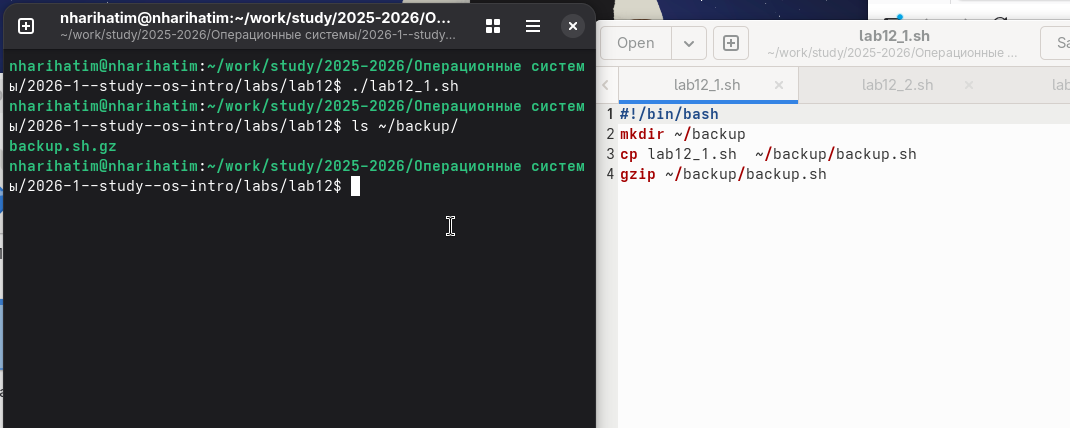 nharihatim@nharihatim:~/work/study/2025-2026/О...
~/work/study/2025-2026/Операционные системы/2026-1--study...
nharihatim@nharihatim:~/work/study/2025-2026/Операционные систем
ы/2026-1--study--os-intro/labs/lab12$ ./lab12_1.sh
nharihatim@nharihatim:~/work/study/2025-2026/Операционные систем
ы/2026-1--study--os-intro/labs/lab12$ ls ~/backup/
backup.sh.gz
nharihatim@nharihatim:~/work/study/2025-2026/Операционные систем
ы/2026-1--study--os-intro/labs/lab12$
Open
lab12_1.sh
~/work/study/2025-2026/Операционные ...
Sa
lab12_1.sh
lab12_2.sh
lab
1 #!/bin/bash
2 mkdir ~/backup
3 cp lab12_1.sh  ~/backup/backup.sh
4 gzip ~/backup/backup.sh